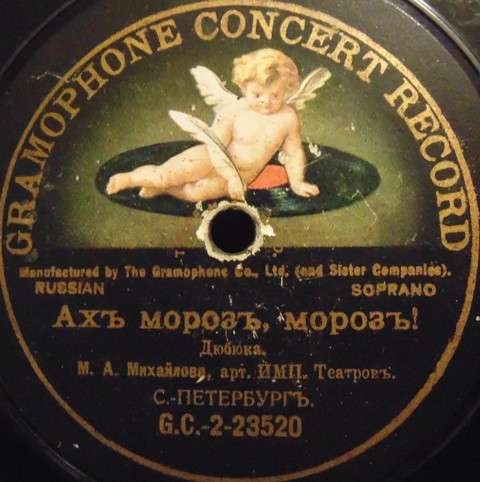 GRAMOPHONE CONCERT RECORD
Manufactured by The Gramophone Co., Ltd. (and Sister Companies).
RUSSIAN SOPRANO
Ахъ морозъ, морозъ!
Дюбюка.
М. А. Михайлова, арт. ИМП. Театровъ.
С.-ПЕТЕРБУРГЪ.
G.C.-2-23520